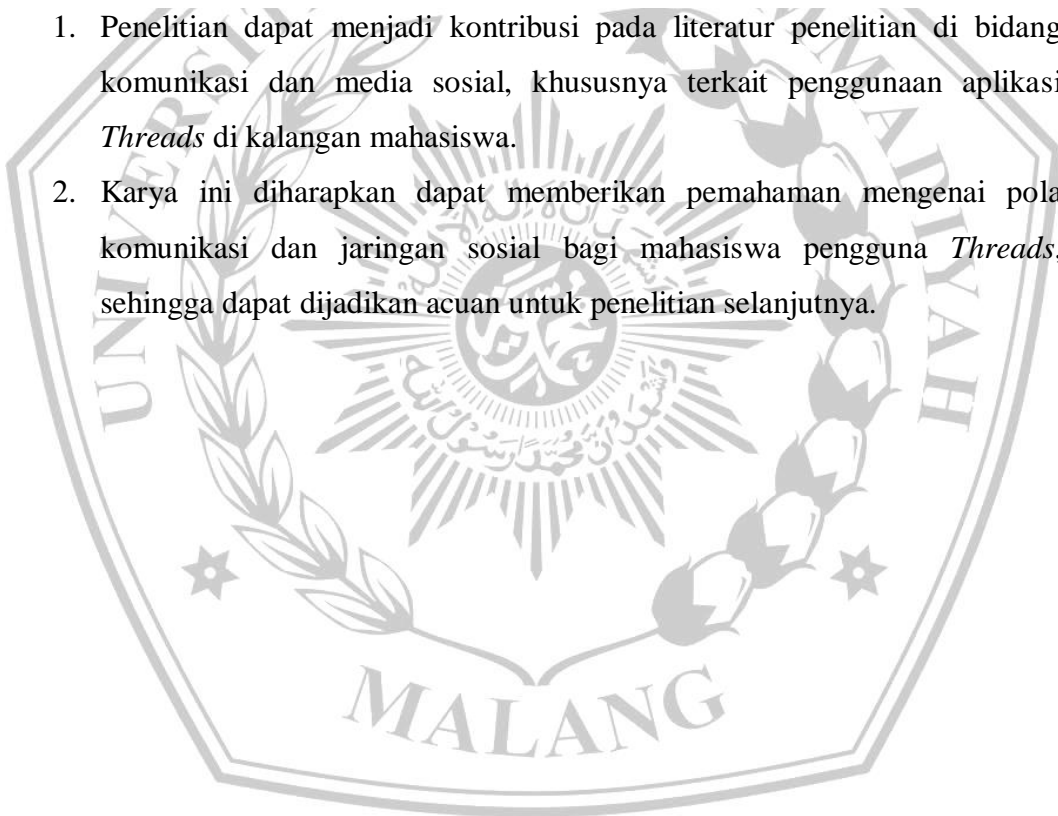 1. Penelitian dapat menjadi kontribusi pada literatur penelitian di bidang
komunikasi dan media sosial, khususnya terkait penggunaan aplikasi
Threads di kalangan mahasiswa.
2. Karya ini diharapkan dapat memberikan pemahaman mengenai pola
komunikasi dan jaringan sosial bagi mahasiswa pengguna Threads,
sehingga dapat dijadikan acuan untuk penelitian selanjutnya.
MALANG